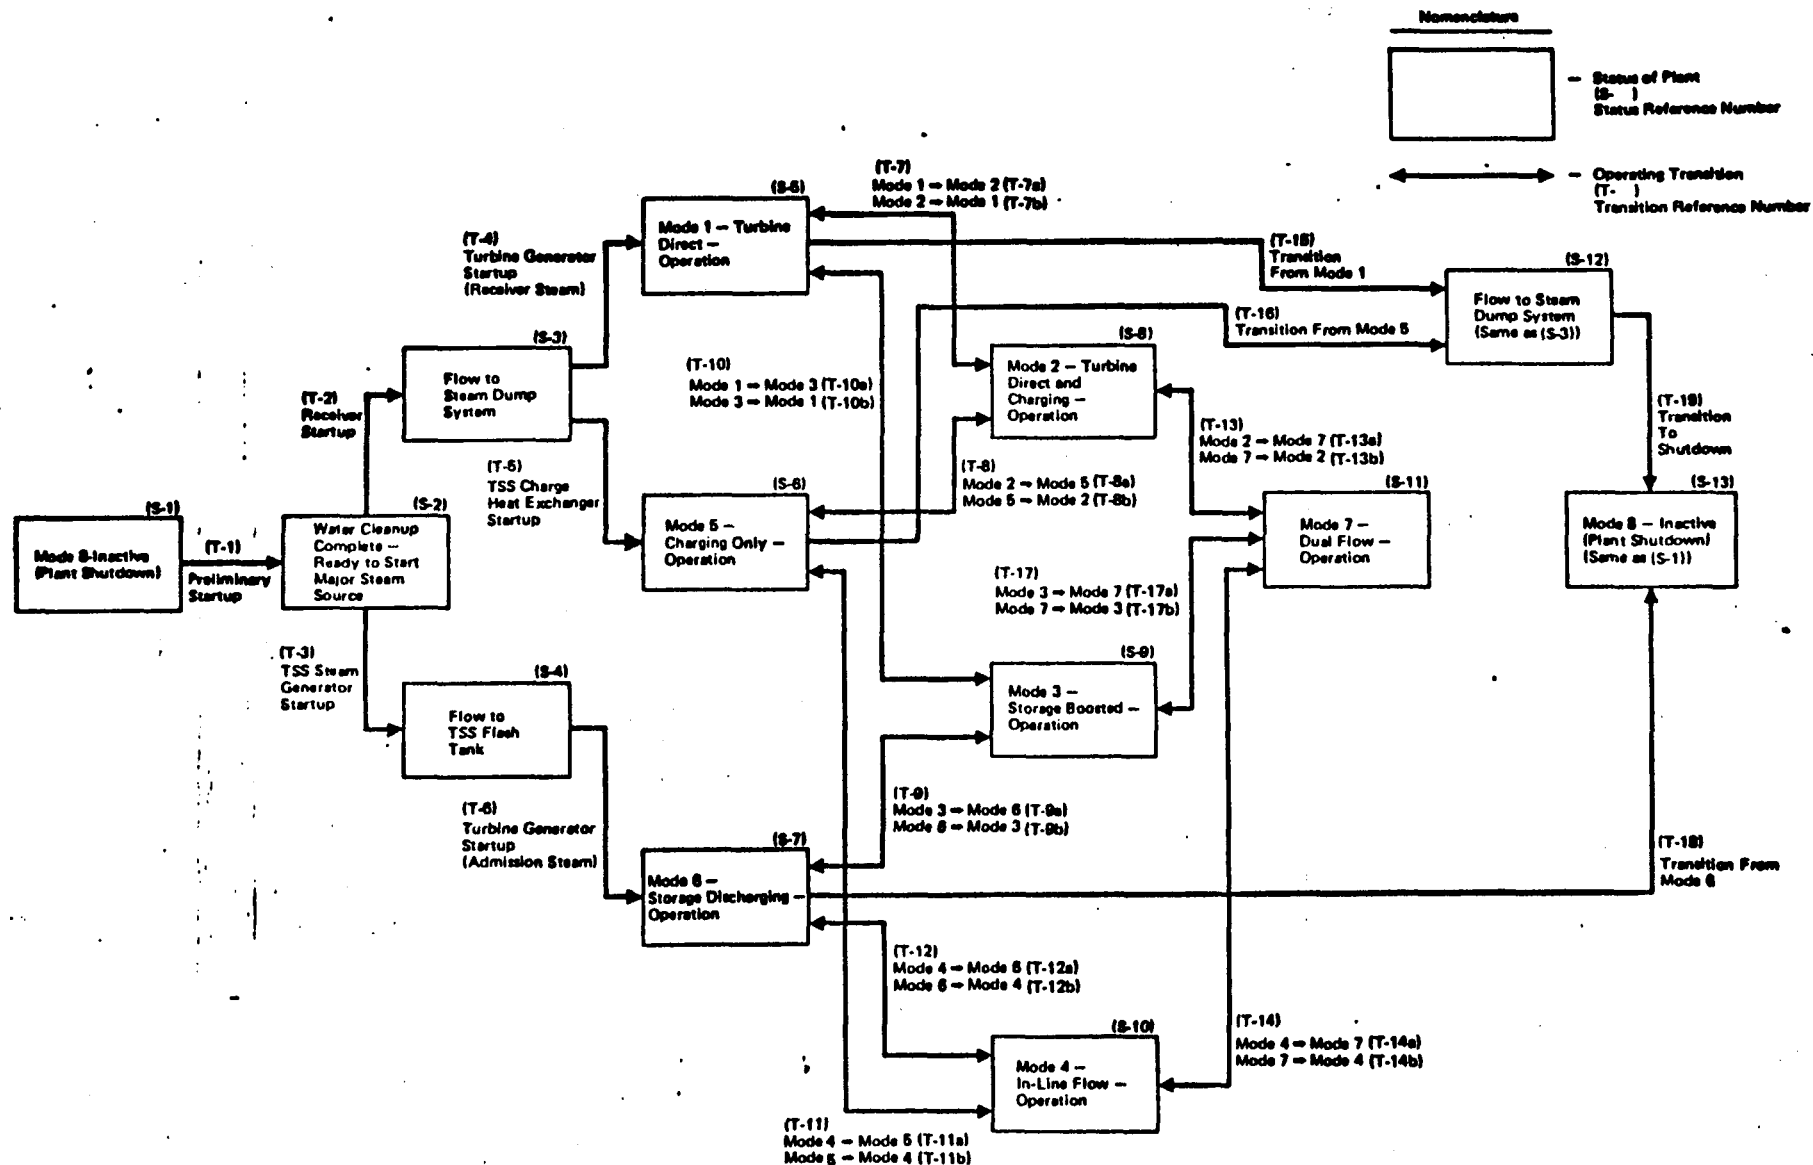 Nomenclature
— Status of Plant
(S- )
Status Reference Number
— Operating Transition
(T- )
Transition Reference Number
(S-1)
Mode 8-Inactive
(Plant Shutdown)
(T-1)
Preliminary
Startup
(S-2)
Water Cleanup
Complete —
Ready to Start
Major Steam
Source
(T-2)
Receiver
Startup
(T-3)
TSS Steam
Generator
Startup
(S-3)
Flow to
Steam Dump
System
(S-4)
Flow to
TSS Flash
Tank
(T-4)
Turbine Generator
Startup
(Receiver Steam)
(T-5)
TSS Charge
Heat Exchanger
Startup
(T-6)
Turbine Generator
Startup
(Admission Steam)
(S-5)
Mode 1 — Turbine
Direct —
Operation
(S-6)
Mode 5 —
Charging Only —
Operation
(S-7)
Mode 6 —
Storage Discharging —
Operation
(T-7)
Mode 1 → Mode 2 (T-7a)
Mode 2 → Mode 1 (T-7b)
(T-10)
Mode 1 → Mode 3 (T-10a)
Mode 3 → Mode 1 (T-10b)
(T-8)
Mode 2 → Mode 5 (T-8a)
Mode 5 → Mode 2 (T-8b)
(T-9)
Mode 3 → Mode 6 (T-9a)
Mode 6 → Mode 3 (T-9b)
(T-12)
Mode 4 → Mode 6 (T-12a)
Mode 6 → Mode 4 (T-12b)
(T-11)
Mode 4 → Mode 5 (T-11a)
Mode 5 → Mode 4 (T-11b)
(S-8)
Mode 2 — Turbine
Direct and
Charging —
Operation
(S-9)
Mode 3 —
Storage Boosted —
Operation
(S-10)
Mode 4 —
In-Line Flow —
Operation
(T-13)
Mode 2 → Mode 7 (T-13a)
Mode 7 → Mode 2 (T-13b)
(T-17)
Mode 3 → Mode 7 (T-17a)
Mode 7 → Mode 3 (T-17b)
(T-14)
Mode 4 → Mode 7 (T-14a)
Mode 7 → Mode 4 (T-14b)
(S-11)
Mode 7 —
Dual Flow —
Operation
(T-15)
Transition
From Mode 1
(T-16)
Transition From Mode 5
(S-12)
Flow to Steam
Dump System
(Same as (S-3))
(T-19)
Transition
To
Shutdown
(S-13)
Mode 8 — Inactive
(Plant Shutdown)
(Same as (S-1))
(T-18)
Transition From
Mode 6